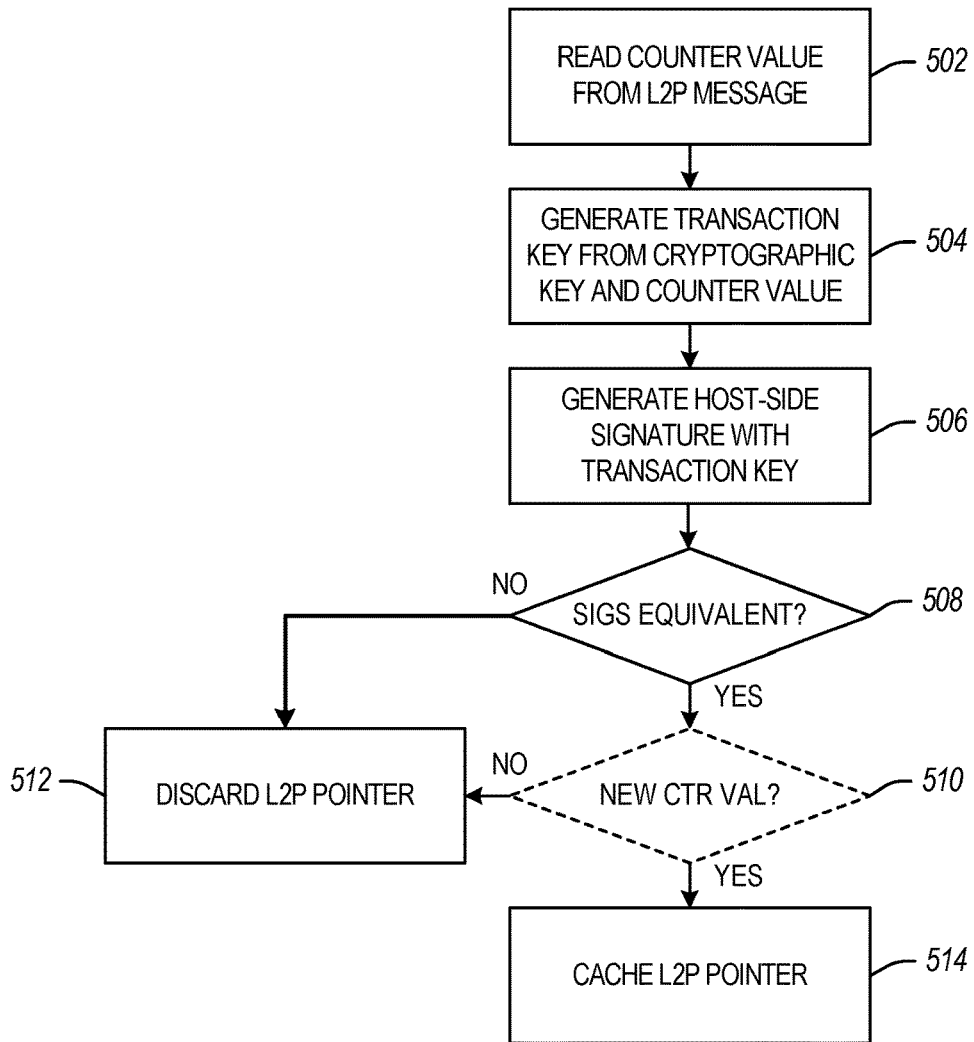 READ COUNTER VALUE
FROM L2P MESSAGE
502
GENERATE TRANSACTION
KEY FROM CRYPTOGRAPHIC
KEY AND COUNTER VALUE
504
GENERATE HOST-SIDE
SIGNATURE WITH
TRANSACTION KEY
506
NO
SIGS EQUIVALENT?
508
YES
512
DISCARD L2P POINTER
NO
NEW CTR VAL?
510
YES
CACHE L2P POINTER
514